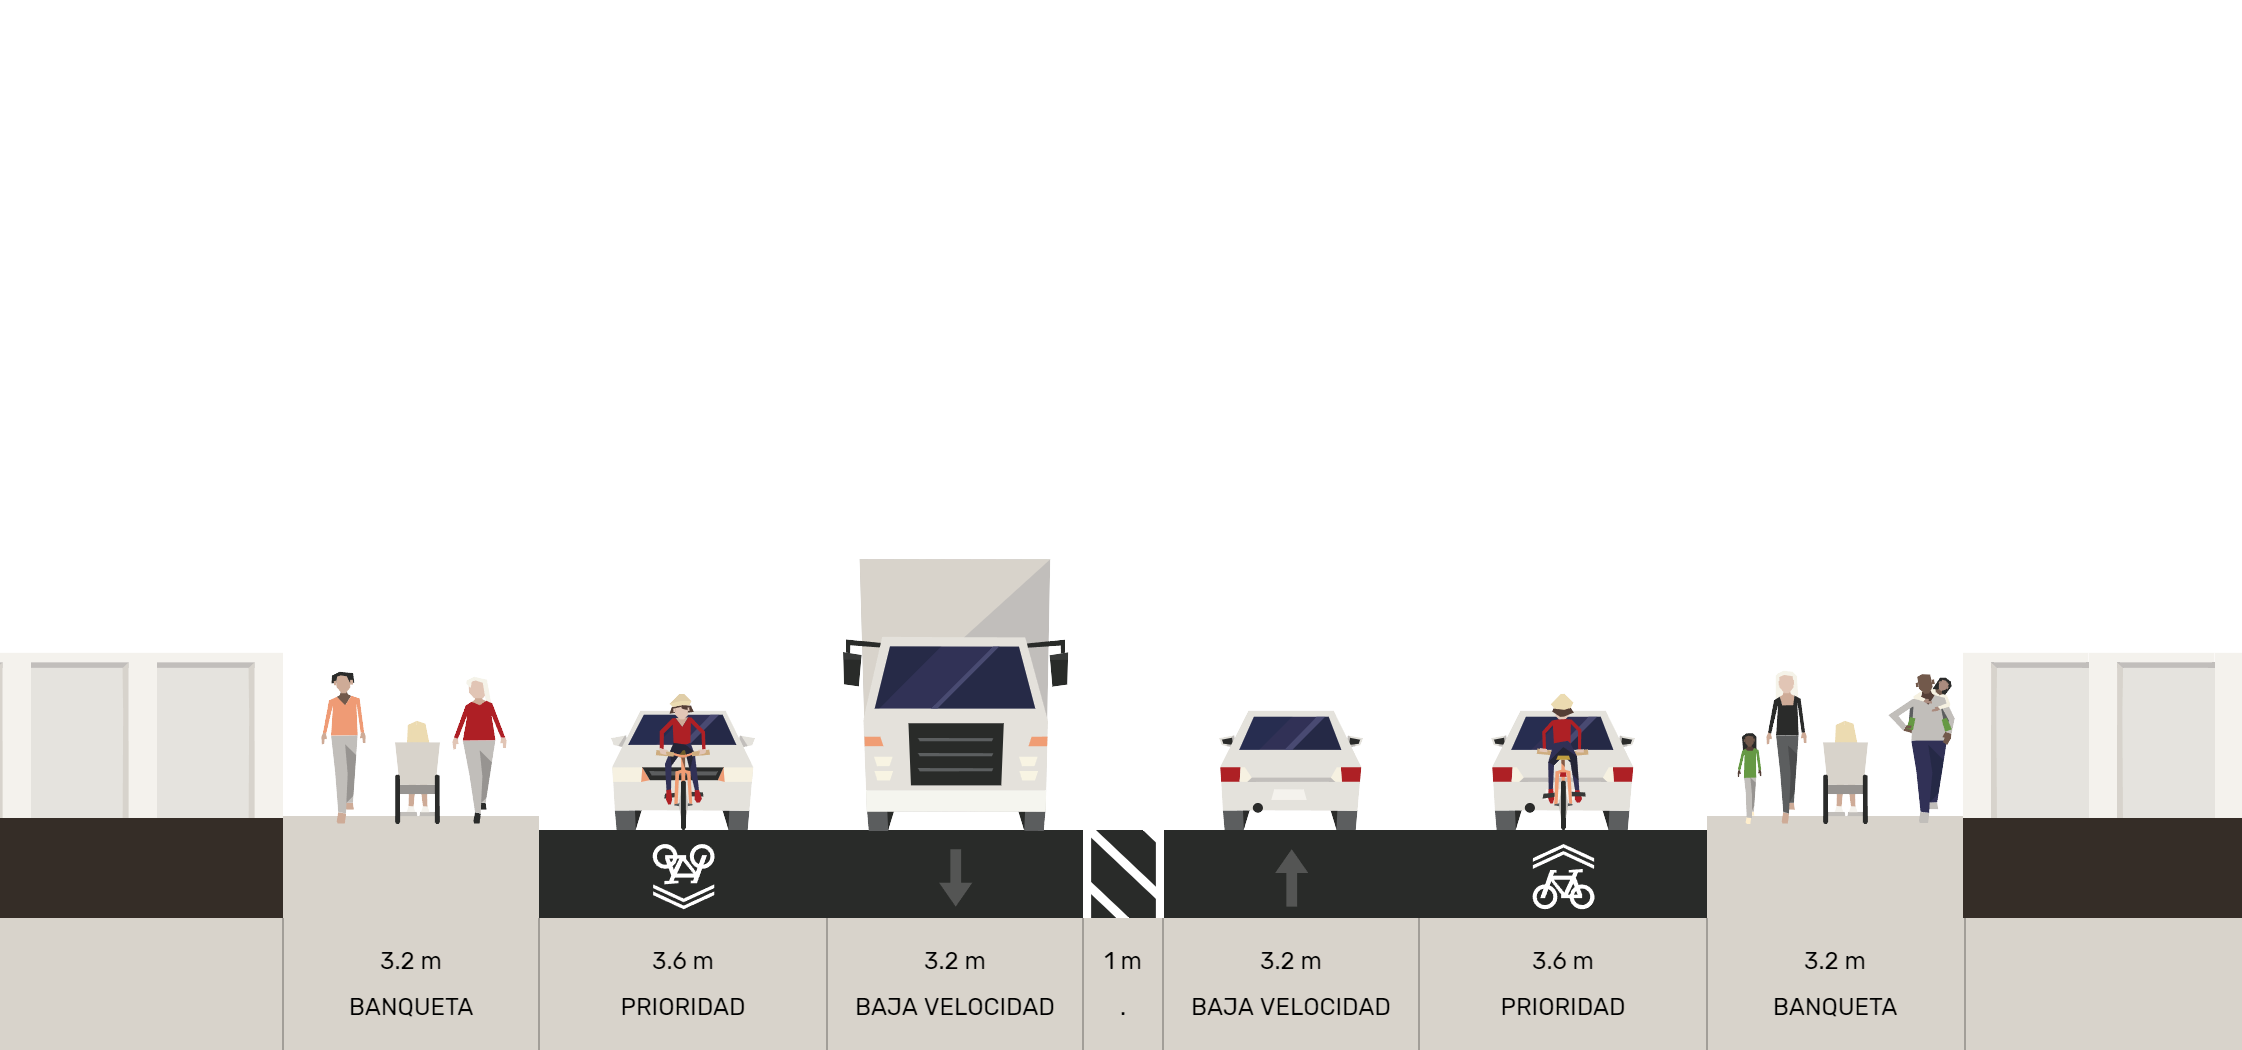 3.2 m
BANQUETA
3.6 m
PRIORIDAD
3.2 m
BAJA VELOCIDAD
1 m
.
3.2 m
BAJA VELOCIDAD
3.6 m
PRIORIDAD
3.2 m
BANQUETA